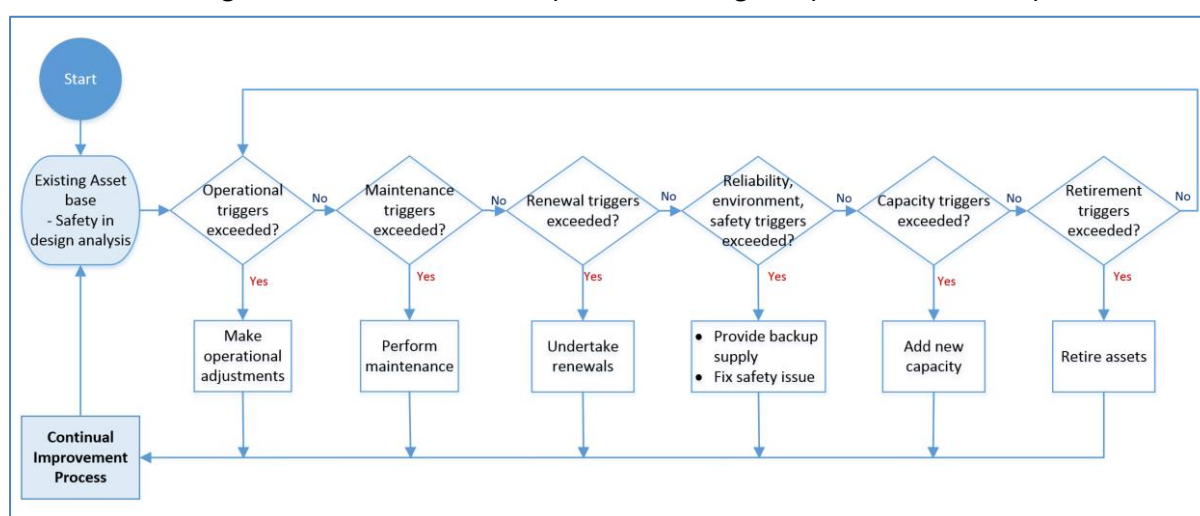 Start
Existing Asset
base
- Safety in
design analysis
Operational
triggers
exceeded?
No
Maintenance
triggers
exceeded?
No
Renewal triggers
exceeded?
No
Reliability,
environment,
safety triggers
exceeded?
No
Capacity triggers
exceeded?
No
Retirement
triggers
exceeded?
No
Yes
Yes
Yes
Yes
Yes
Yes
Make
operational
adjustments
Perform
maintenance
Undertake
renewals
• Provide backup
supply
• Fix safety issue
Add new
capacity
Retire assets
Continual
Improvement
Process